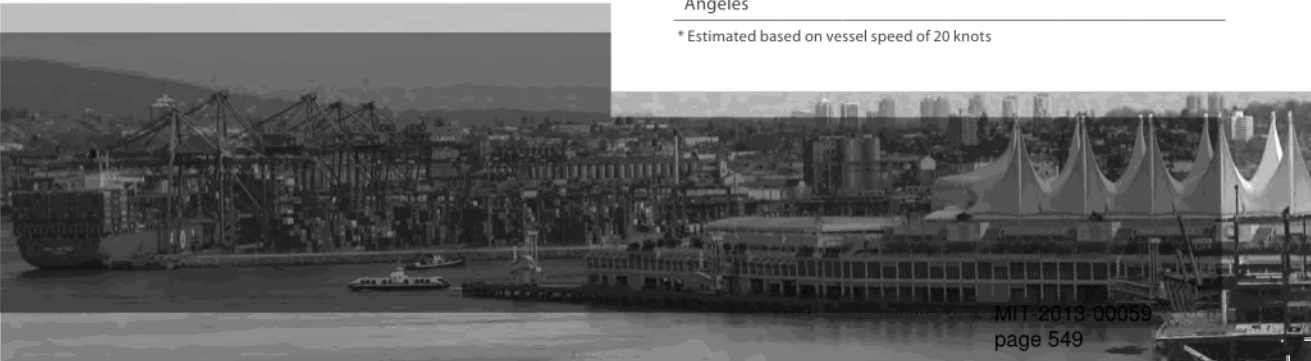 Angeles
* Estimated based on vessel speed of 20 knots
MIT-2013-00059
page 549